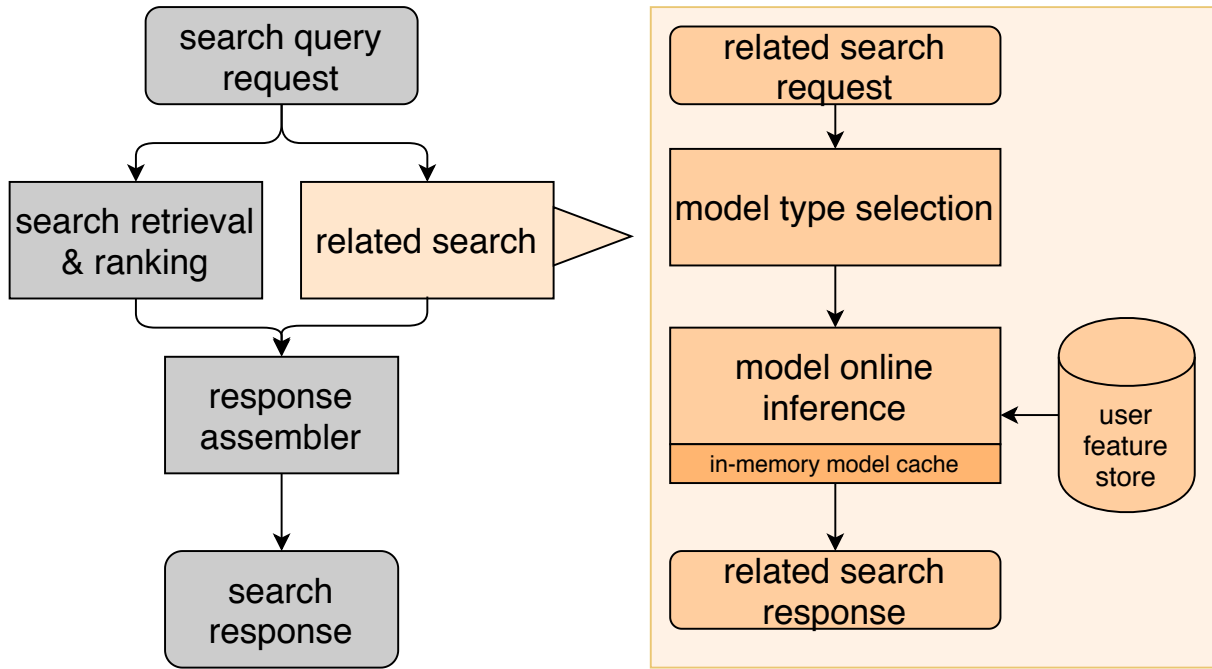 search query
request
search retrieval
& ranking
related search
response
assembler
search
response
related search
request
model type selection
model online
inference
in-memory model cache
user
feature
store
related search
response